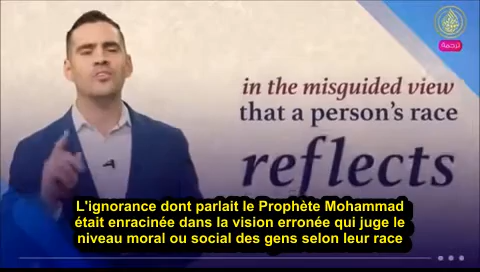 ترجمة
in the misguided view
that a person's race
reflects
L'ignorance dont parlait le Prophète Mohammad
était enracinée dans la vision erronée qui juge le
niveau moral ou social des gens selon leur race